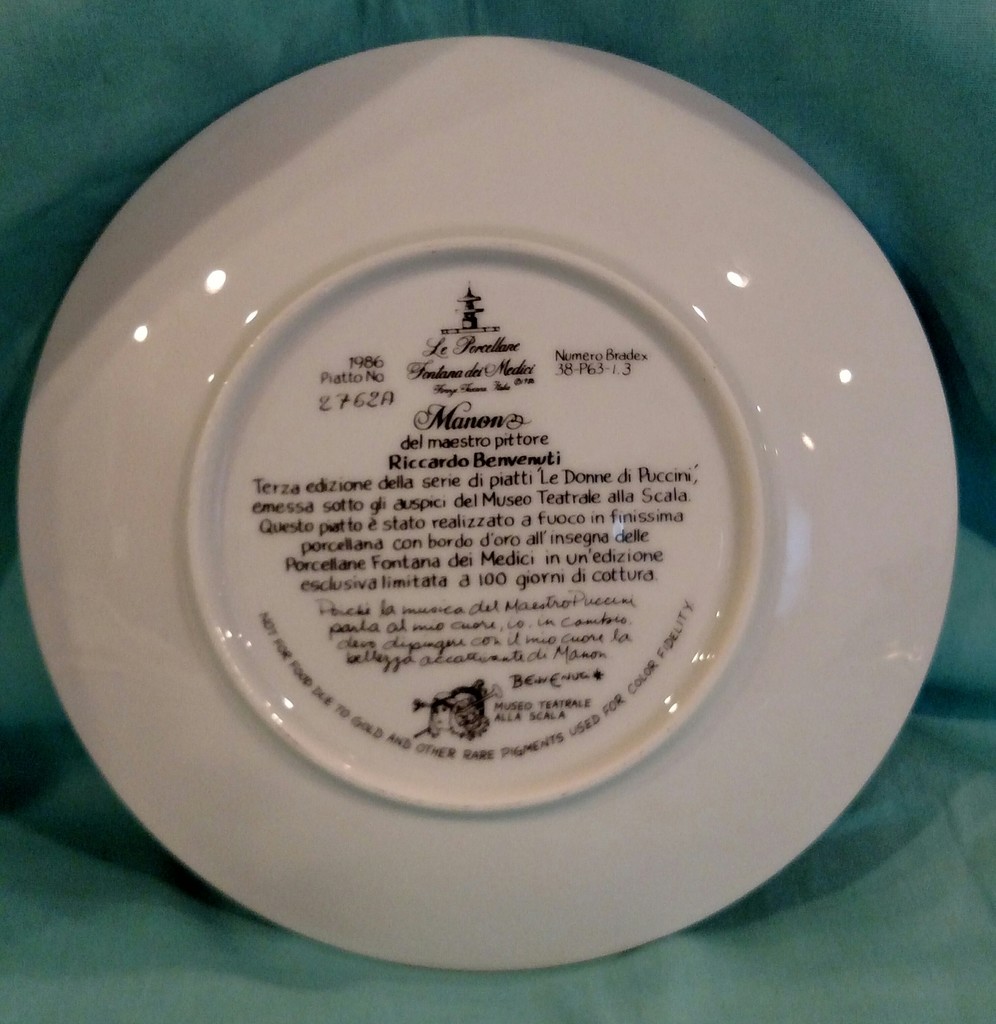 Le Porcellane
Fontana dei Medici
1986
Piatto No
2762A
Numero Bradex
38-P63-1.3
Manon
del maestro pittore
Riccardo Benvenuti
Terza edizione della serie di piatti 'Le Donne di Puccini,'
emessa sotto gli auspici del Museo Teatrale alla Scala.
Questo piatto è stato realizzato a fuoco in finissima
porcellana con bordo d'oro all'insegna delle
Porcellane Fontana dei Medici in un'edizione
esclusiva limitata a 100 giorni di cottura.
Perché la musica del Maestro Puccini
parla al mio cuore, io, in cambio,
devo dipingere con il mio cuore la
bellezza accattivante di Manon
Benvenuti
MUSEO TEATRALE
ALLA SCALA
NOT FOR FOOD DUE TO GOLD AND OTHER RARE PIGMENTS USED FOR COLOR FIDELITY.